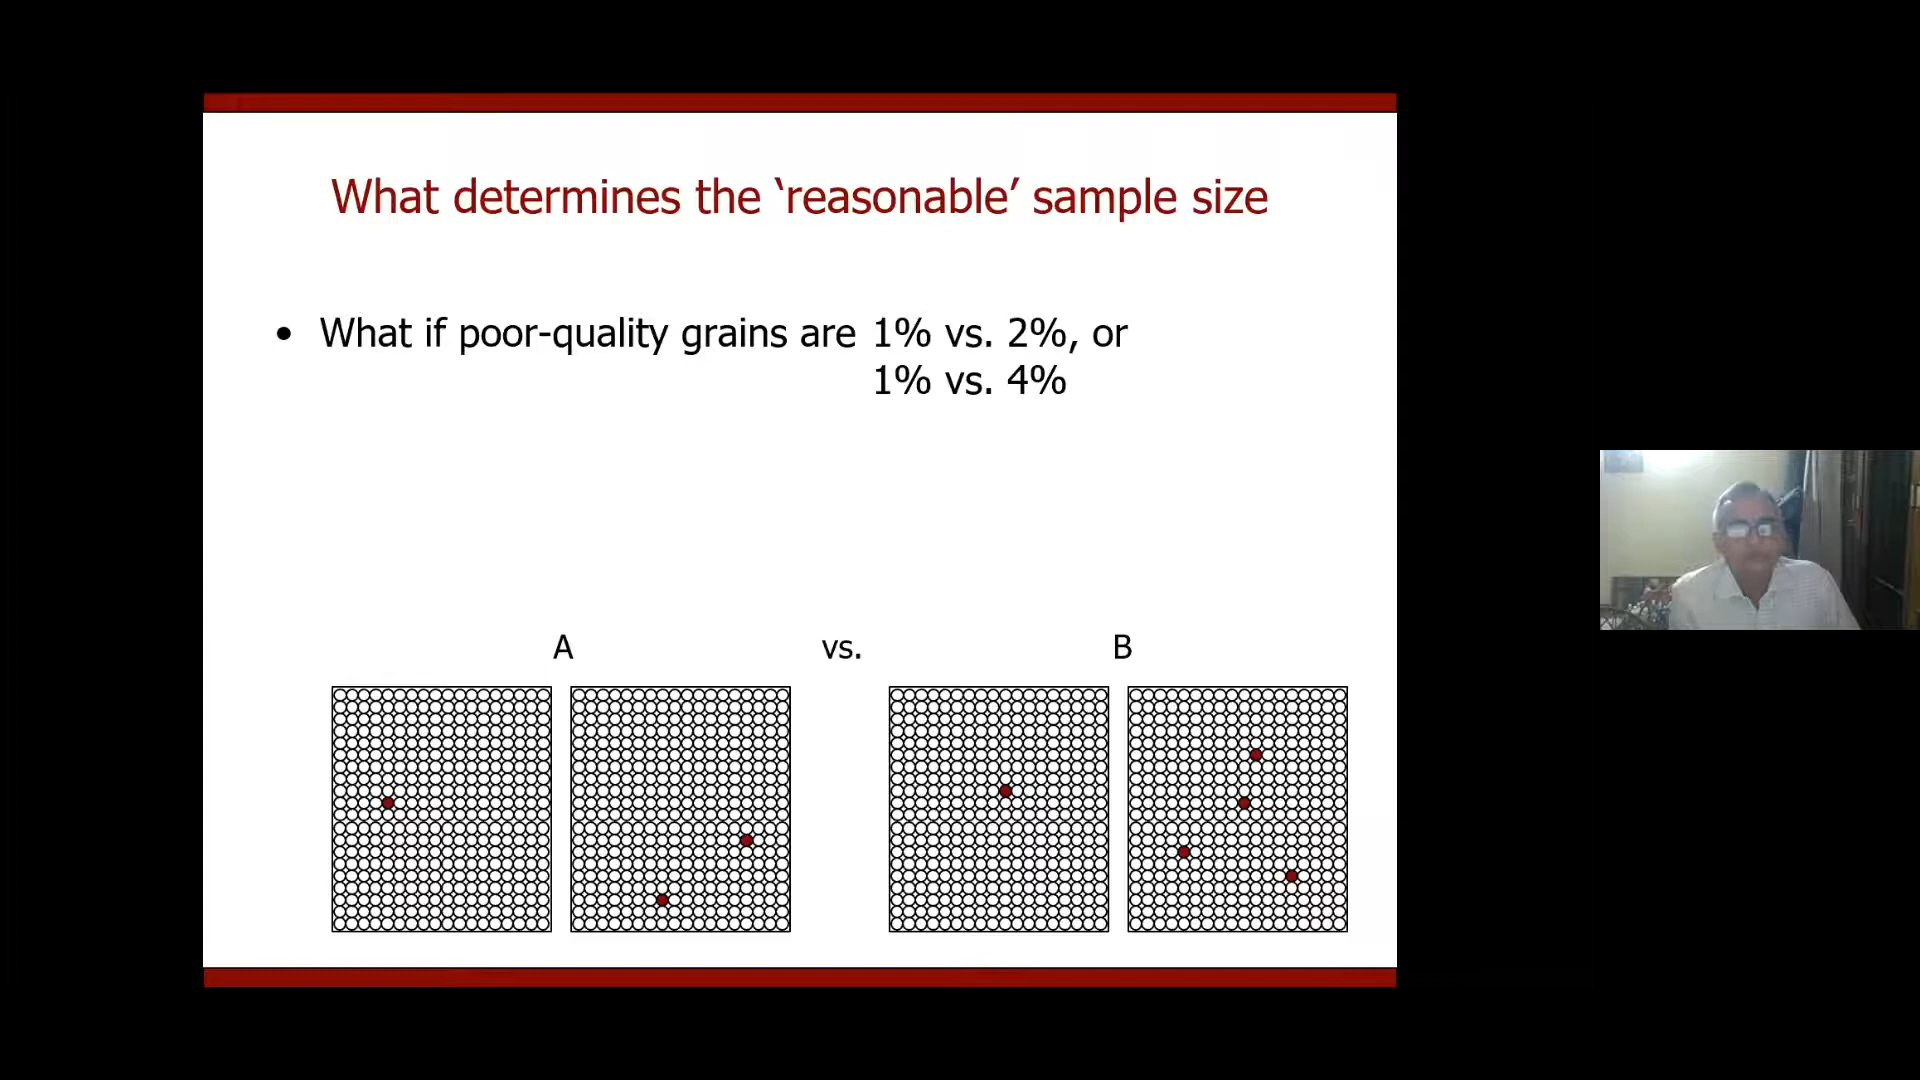 What determines the ‘reasonable’ sample size
• What if poor-quality grains are 1% vs. 2%, or
1% vs. 4%
A vs. B